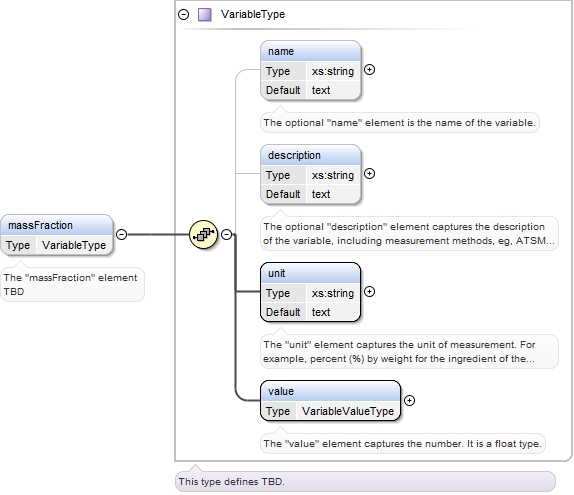 VariableType
name
Type xs:string
Default text
The optional "name" element is the name of the variable.
description
Type xs:string
Default text
The optional "description" element captures the description
of the variable, including measurement methods, eg, ATSM...
massFraction
Type VariableType
The "massFraction" element
TBD
unit
Type xs:string
Default text
The "unit" element captures the unit of measurement. For
example, percent (%) by weight for the ingredient of the...
value
Type VariableValueType
The "value" element captures the number. It is a float type.
This type defines TBD.